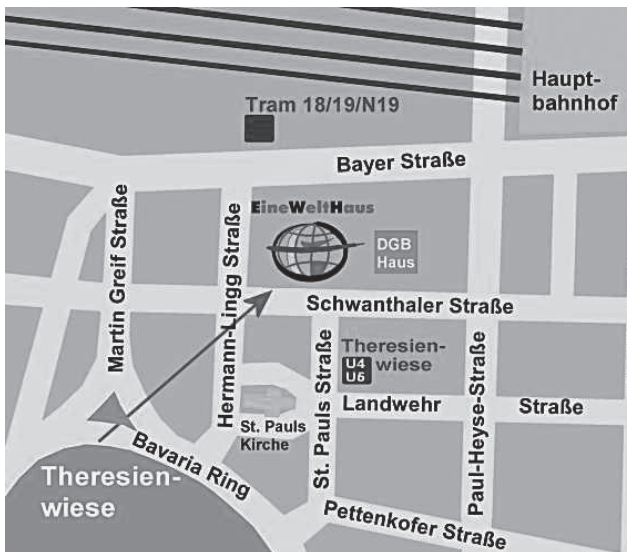 Haupt-
bahnhof
Tram 18/19/N19
Bayer Straße
Martin Greif Straße
Hermann-Lingg Straße
EineWeltHaus
DGB
Haus
Schwanthaler Straße
Theresien-
wiese
U4
U6
St. Pauls Straße
Paul-Heyse-Straße
Landwehr Straße
St. Pauls
Kirche
Bavaria Ring
Theresien-
wiese
Pettenkofer Straße